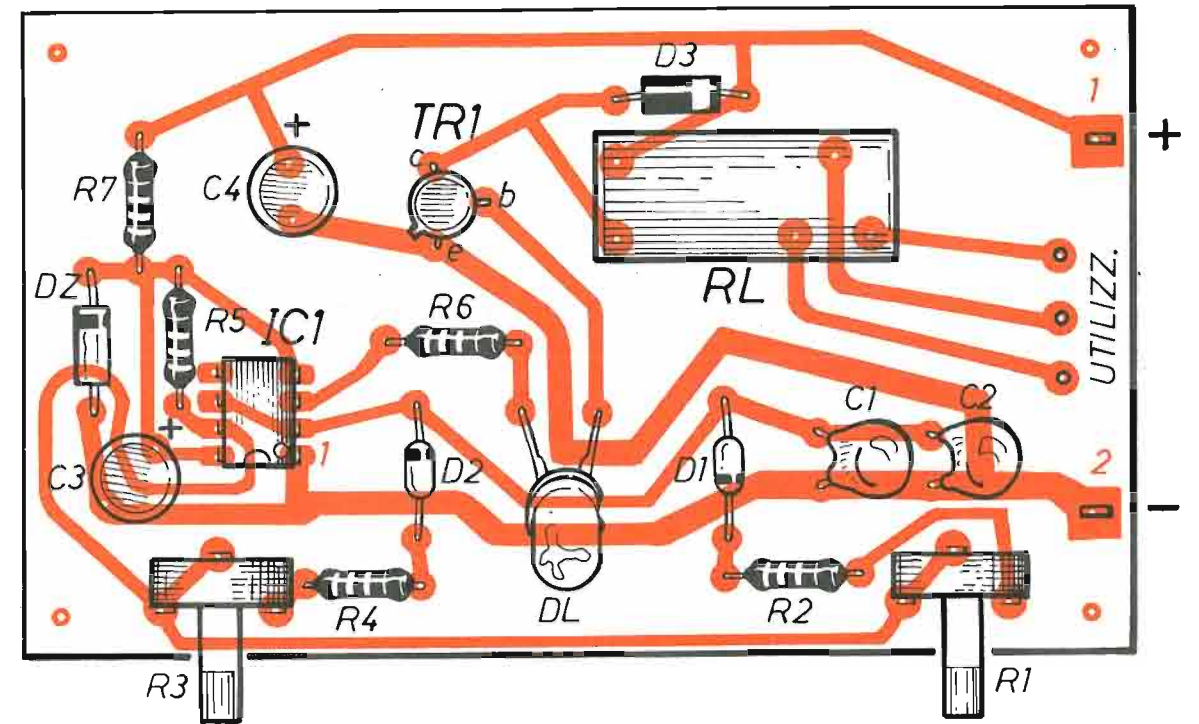 D3
1
TR1
+
+
c
R7
C4
b
e
UTILIZZ.
RL
DZ
R5
IC1
R6
C1
C2
+
1
D2
D1
2
C3
-
R4
DL
R2
R3
R1